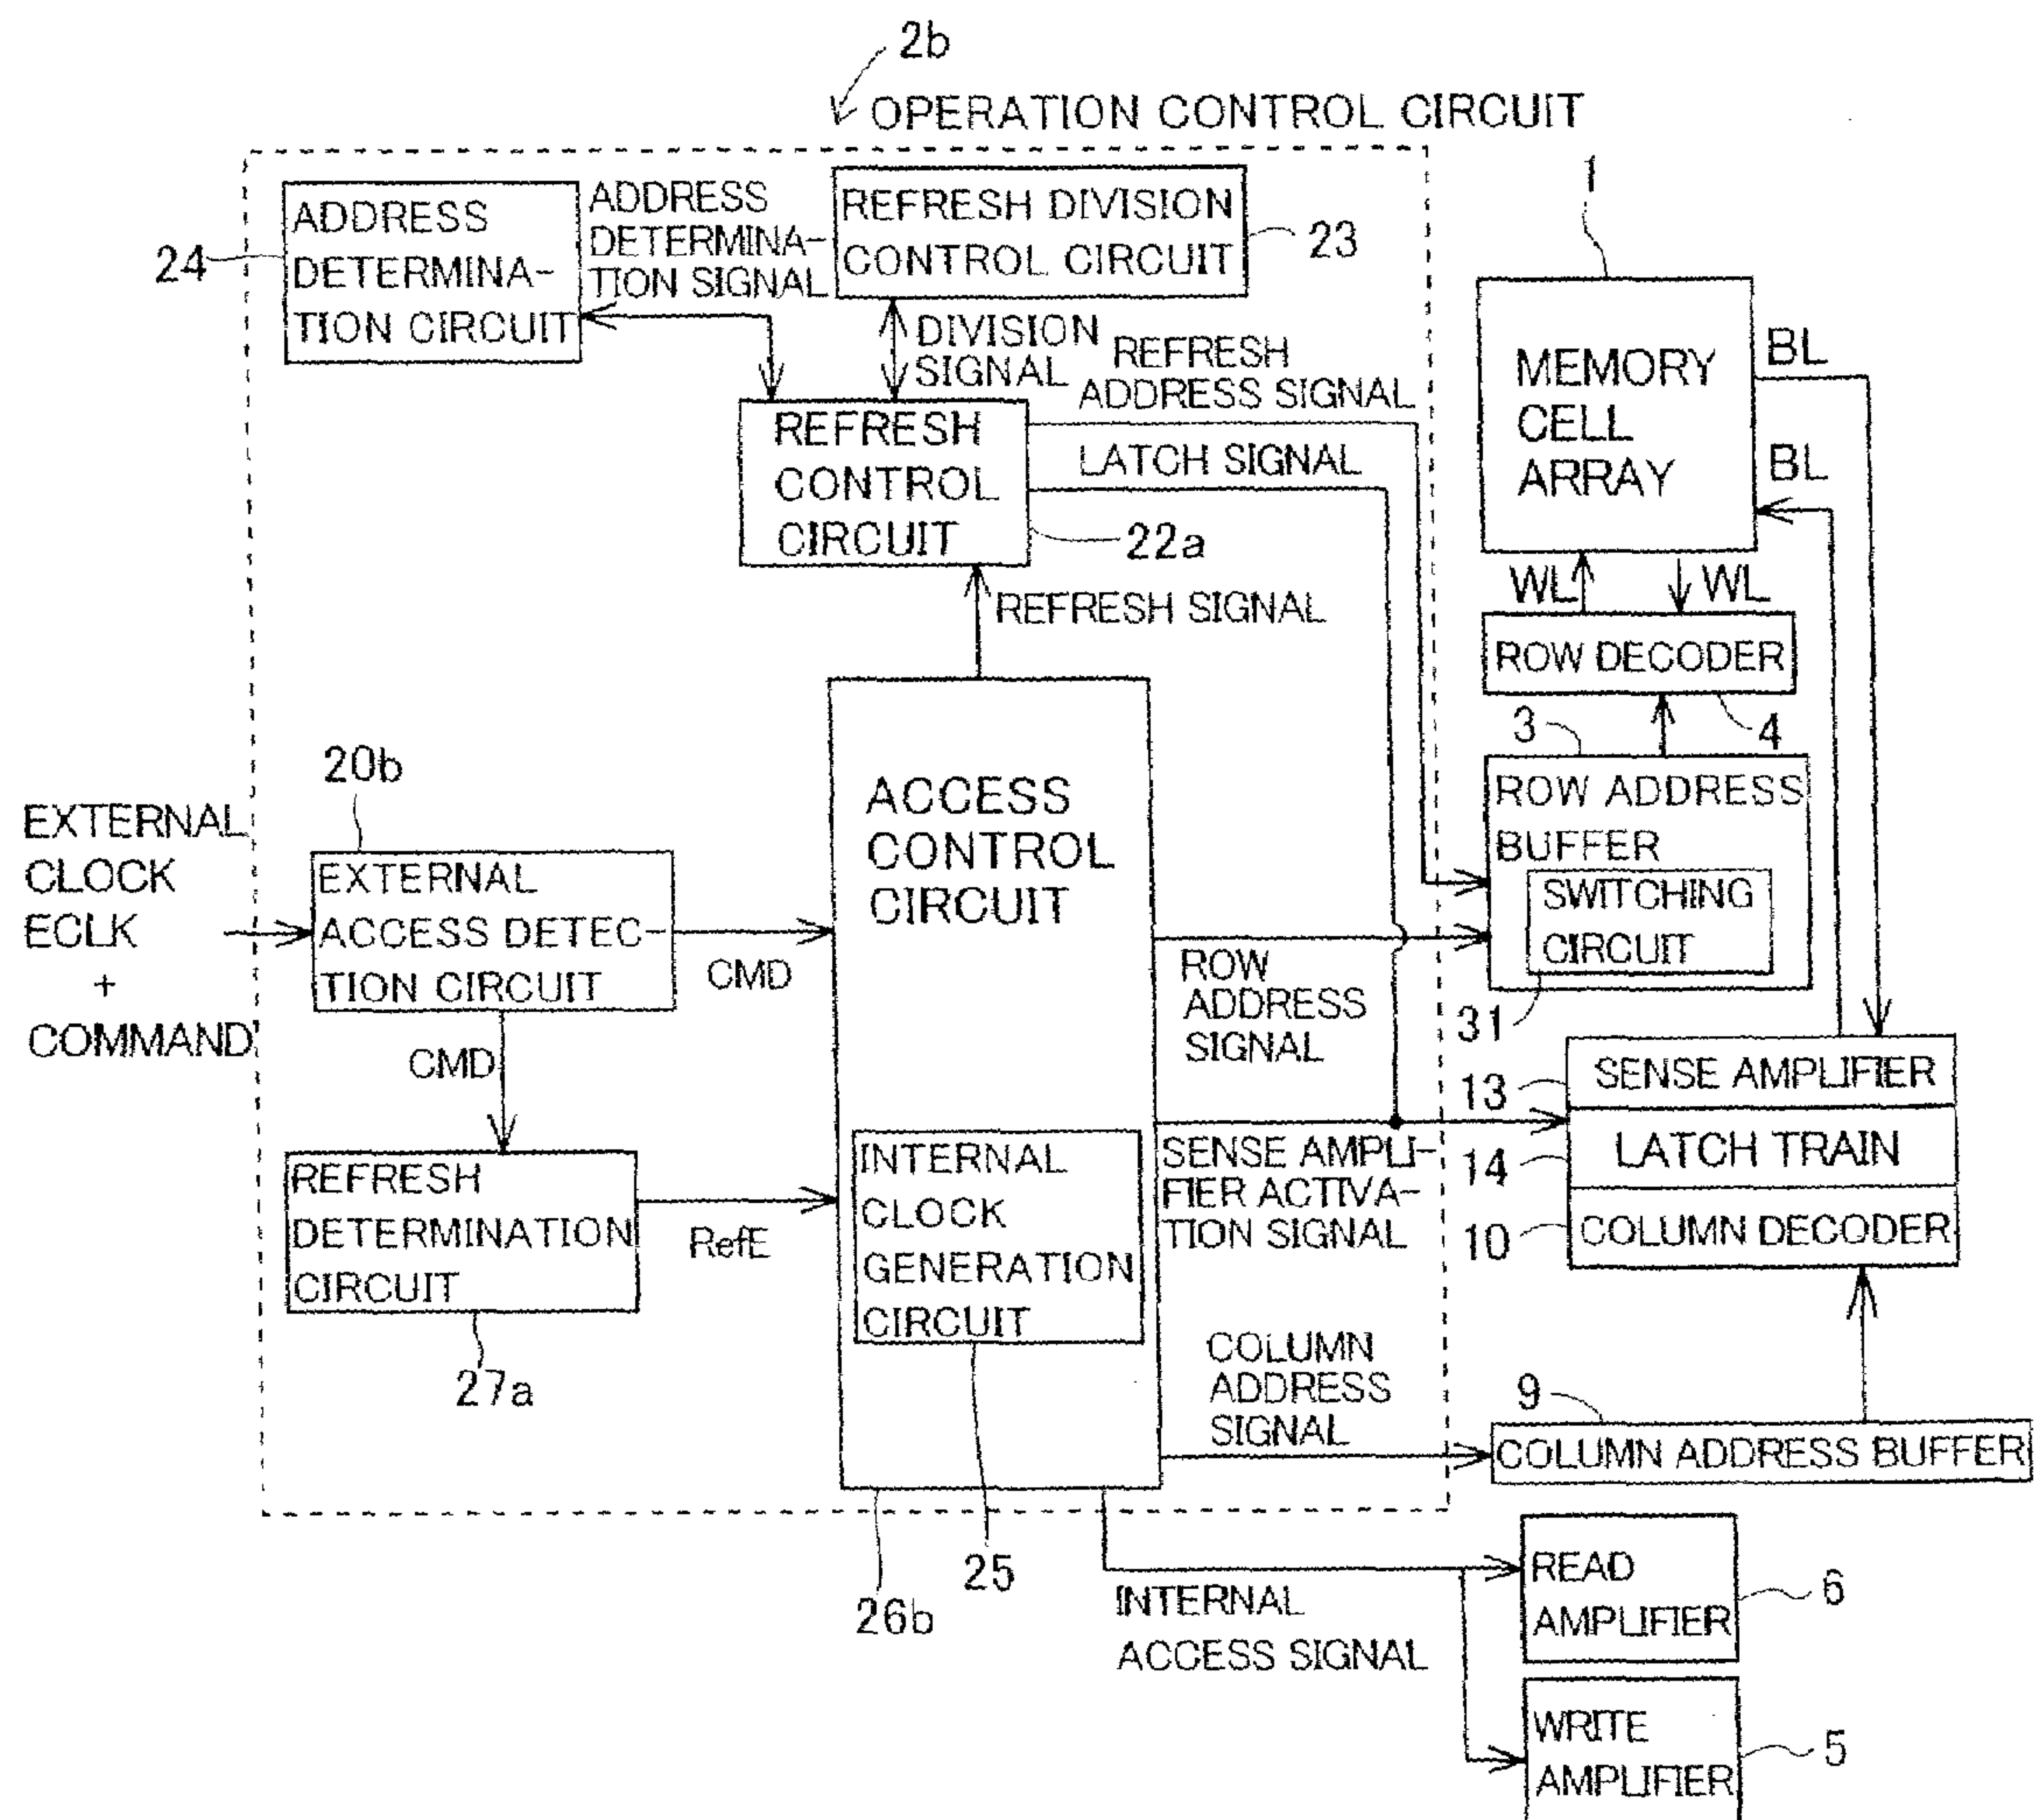 2b
OPERATION CONTROL CIRCUIT
24
ADDRESS
DETERMINA-
TION CIRCUIT
ADDRESS
DETERMINA-
TION SIGNAL
REFRESH DIVISION
CONTROL CIRCUIT
23
DIVISION
SIGNAL
REFRESH
ADDRESS SIGNAL
LATCH SIGNAL
REFRESH
CONTROL
CIRCUIT
22a
REFRESH SIGNAL
1
MEMORY
CELL
ARRAY
BL
BL
WL
WL
ROW DECODER
4
3
ROW ADDRESS
BUFFER
SWITCHING
CIRCUIT
31
EXTERNAL
CLOCK
ECLK
+
COMMAND
20b
EXTERNAL
ACCESS DETEC-
TION CIRCUIT
CMD
CMD
REFRESH
DETERMINATION
CIRCUIT
27a
RefE
ACCESS
CONTROL
CIRCUIT
INTERNAL
CLOCK
GENERATION
CIRCUIT
25
26b
ROW
ADDRESS
SIGNAL
SENSE AMPLI-
FIER ACTIVA-
TION SIGNAL
13
SENSE AMPLIFIER
14
LATCH TRAIN
10
COLUMN DECODER
COLUMN
ADDRESS
SIGNAL
9
COLUMN ADDRESS BUFFER
INTERNAL
ACCESS SIGNAL
READ
AMPLIFIER
6
WRITE
AMPLIFIER
5